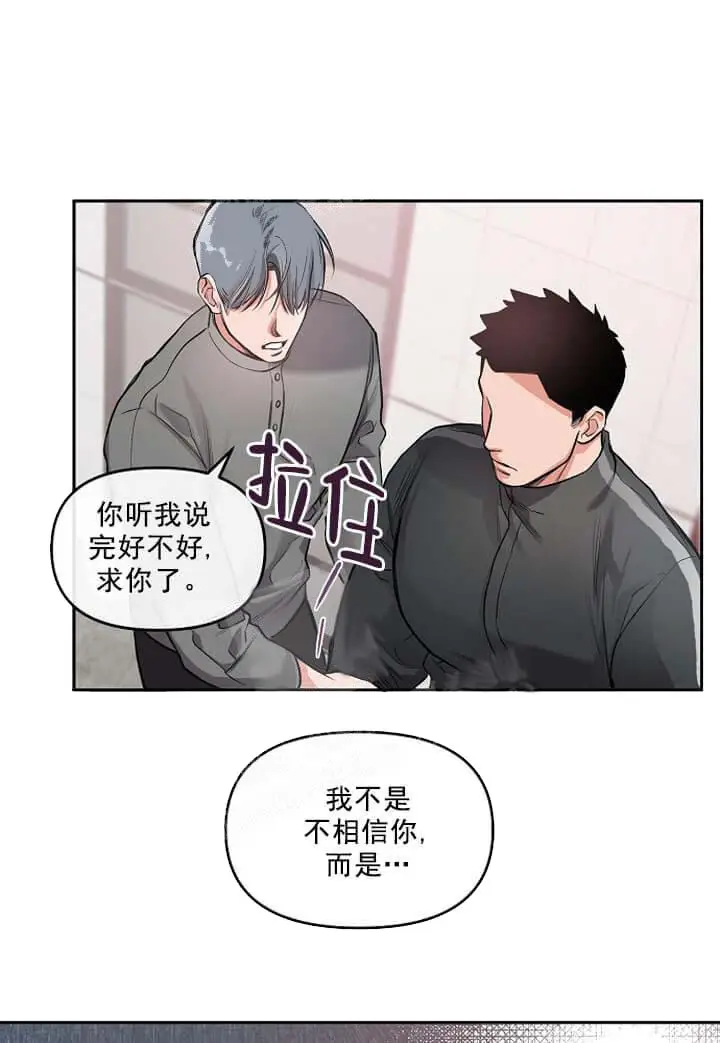 你听我说
完好不好,
求你了。
拉住
我不是
不相信你,
而是…